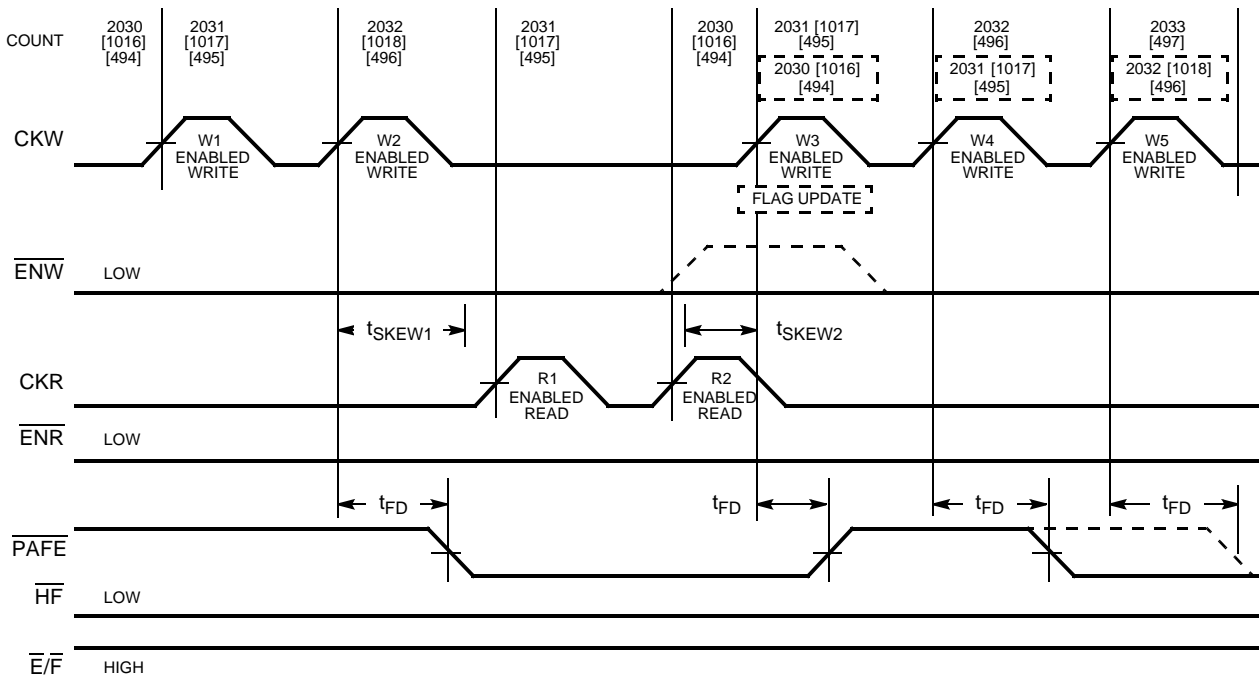 COUNT
2030
[1016]
[494]
2031
[1017]
[495]
2032
[1018]
[496]
2031
[1017]
[495]
2030
[1016]
[494]
2031 [1017]
[495]
2030 [1016]
[494]
2032
[496]
2031 [1017]
[495]
2033
[497]
2032 [1018]
[496]
CKW
W1
ENABLED
WRITE
W2
ENABLED
WRITE
W3
ENABLED
WRITE
W4
ENABLED
WRITE
W5
ENABLED
WRITE
FLAG UPDATE
ENW
LOW
tSKEW1
tSKEW2
CKR
R1
ENABLED
READ
R2
ENABLED
READ
ENR
LOW
tFD
tFD
tFD
tFD
PAFE
HF
LOW
E/F
HIGH